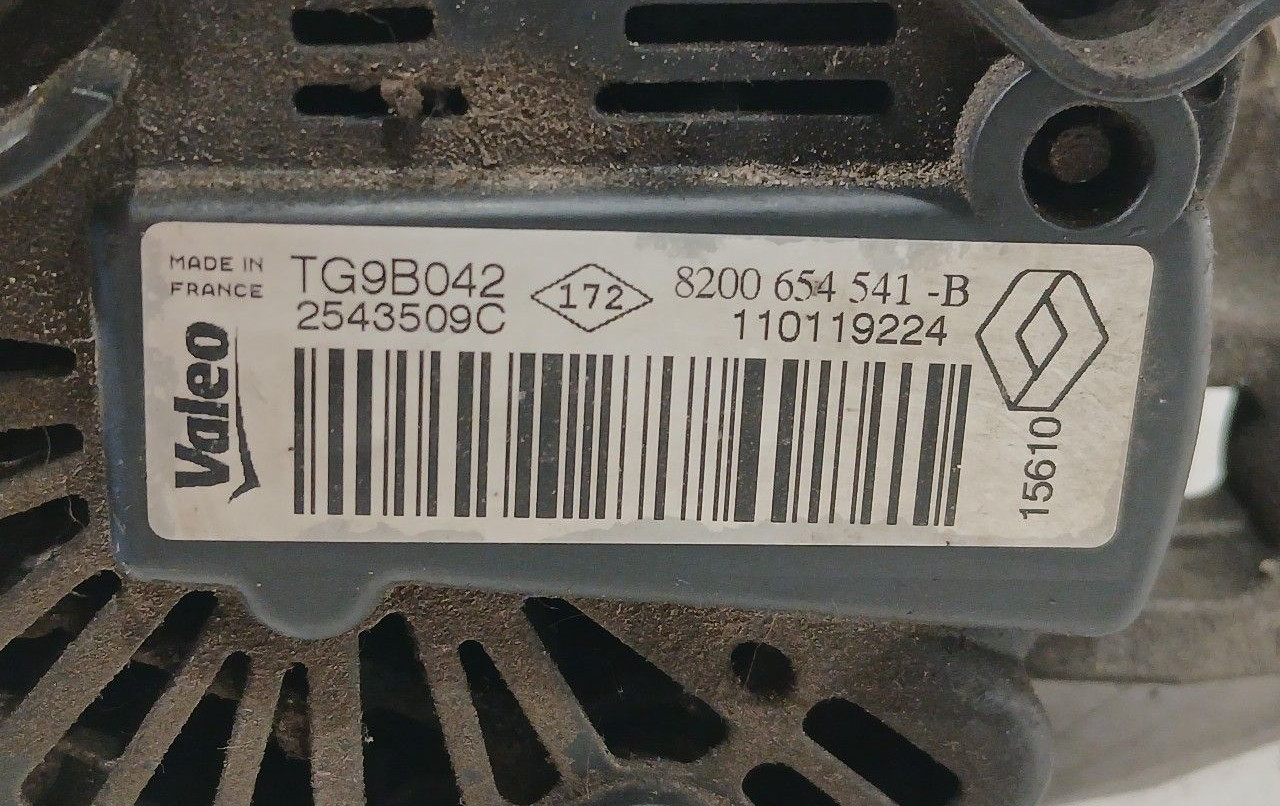 MADE IN
FRANCE
Valeo
TG9B042
2543509C
172
8200 654 541 -B
110119224
15610